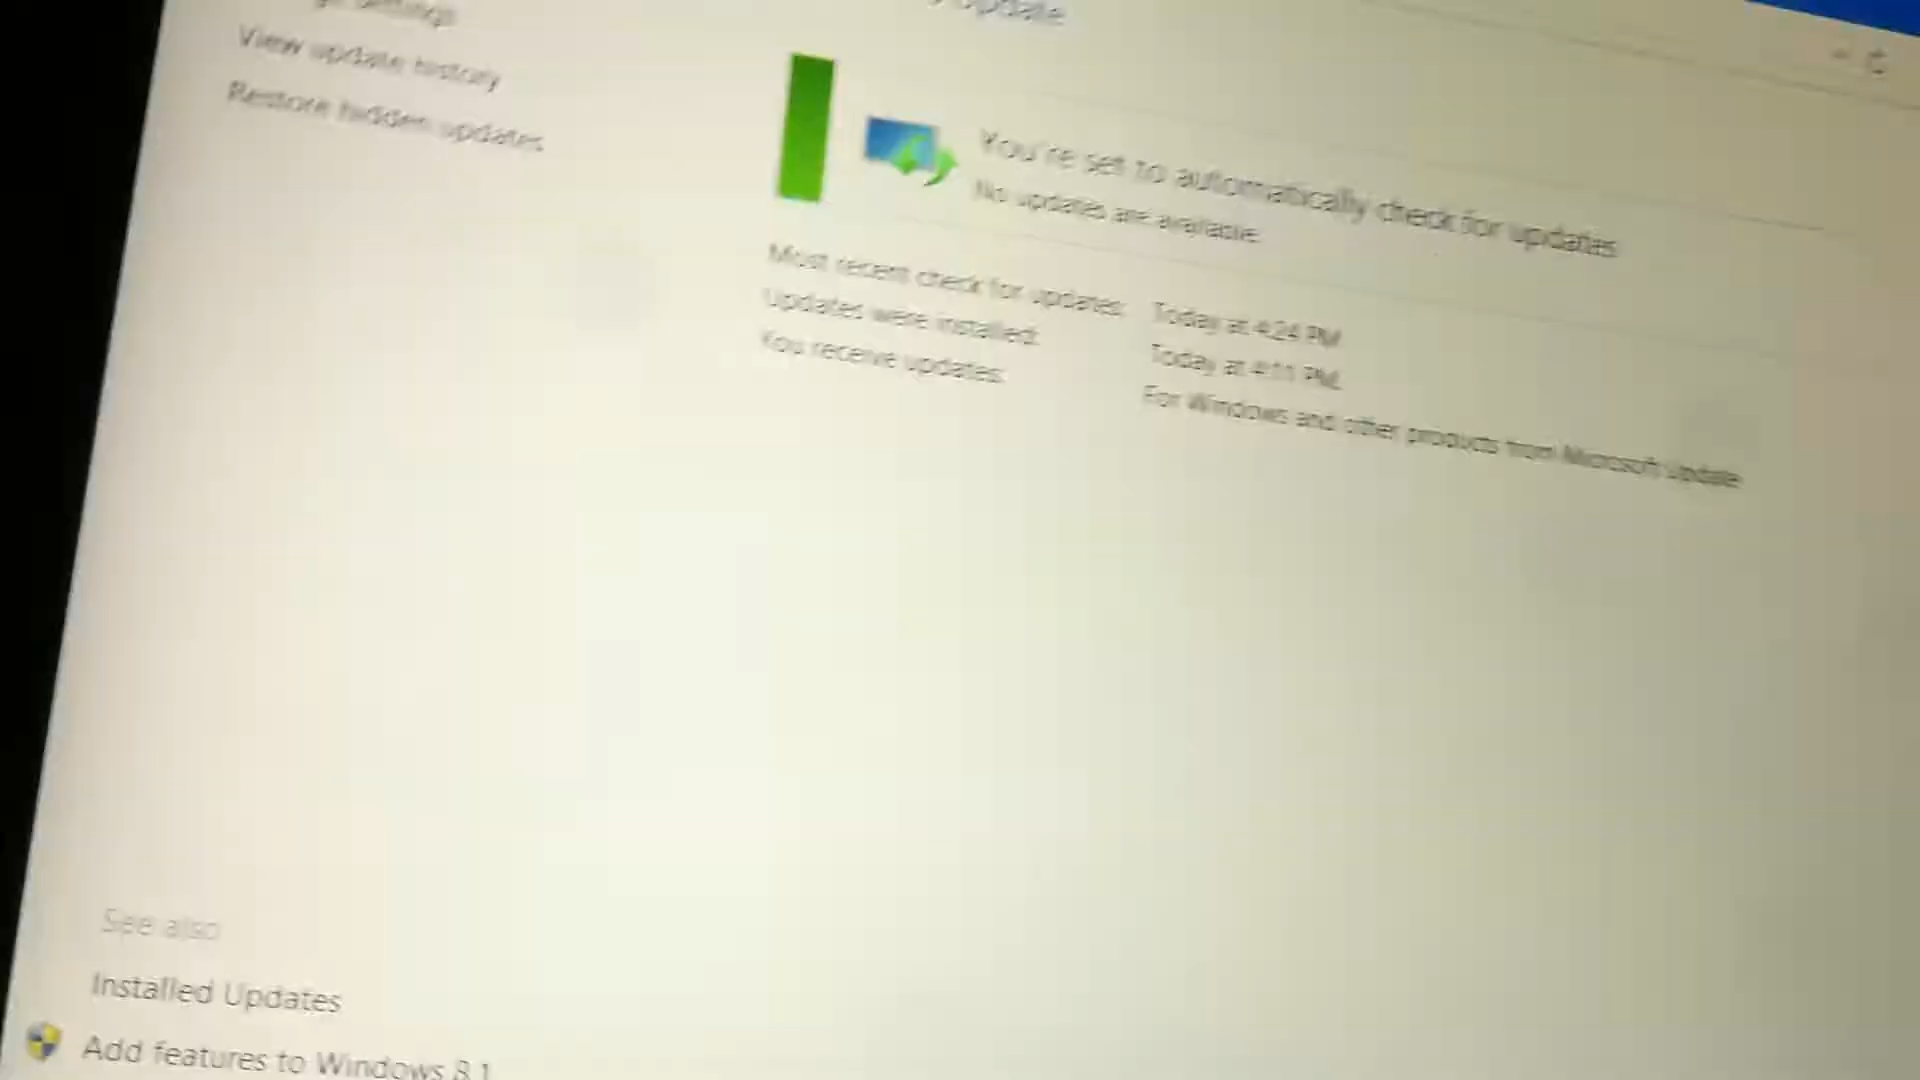 settings
Update
View update history
Restore hidden updates
You're set to automatically check for updates
No updates are available.
Most recent check for updates: Today at 4:24 PM
Updates were installed: Today at 4:11 PM.
You receive updates: For Windows and other products from Microsoft Update
See also
Installed Updates
Add features to Windows 8.1